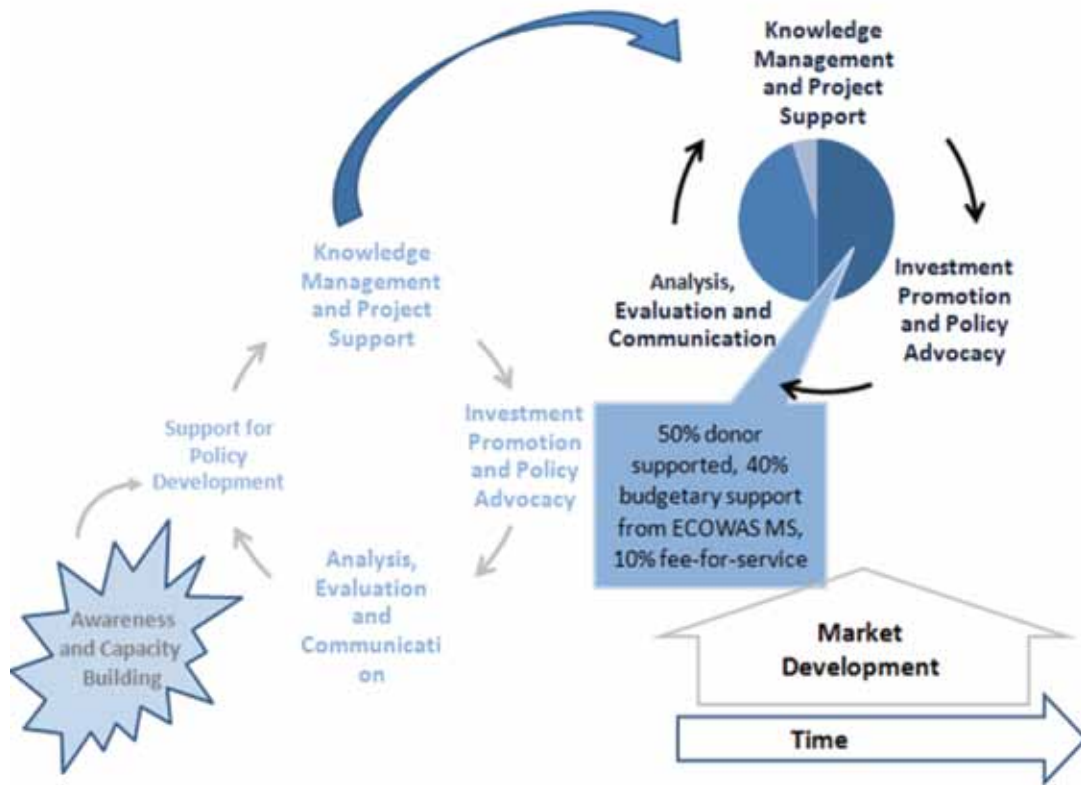 Knowledge
Management
and Project
Support
Investment
Promotion
and Policy
Advocacy
Analysis,
Evaluation and
Communication
50% donor
supported, 40%
budgetary support
from ECOWAS MS,
10% fee-for-service
Knowledge
Management
and Project
Support
Investment
Promotion
and Policy
Advocacy
Analysis,
Evaluation
and
Communicati
on
Support for
Policy
Development
Awareness
and Capacity
Building
Market
Development
Time